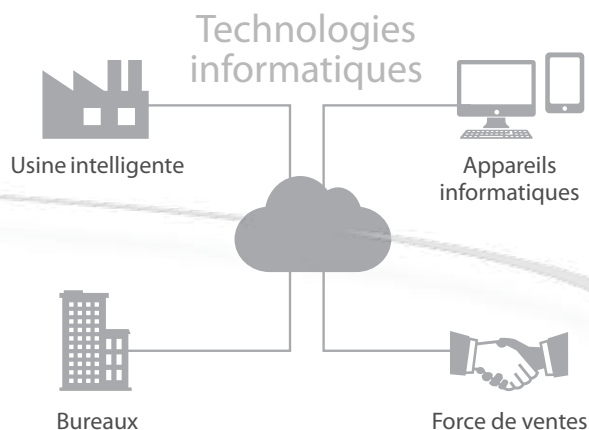 Technologies
informatiques
Usine intelligente
Appareils
informatiques
Bureaux
Force de ventes